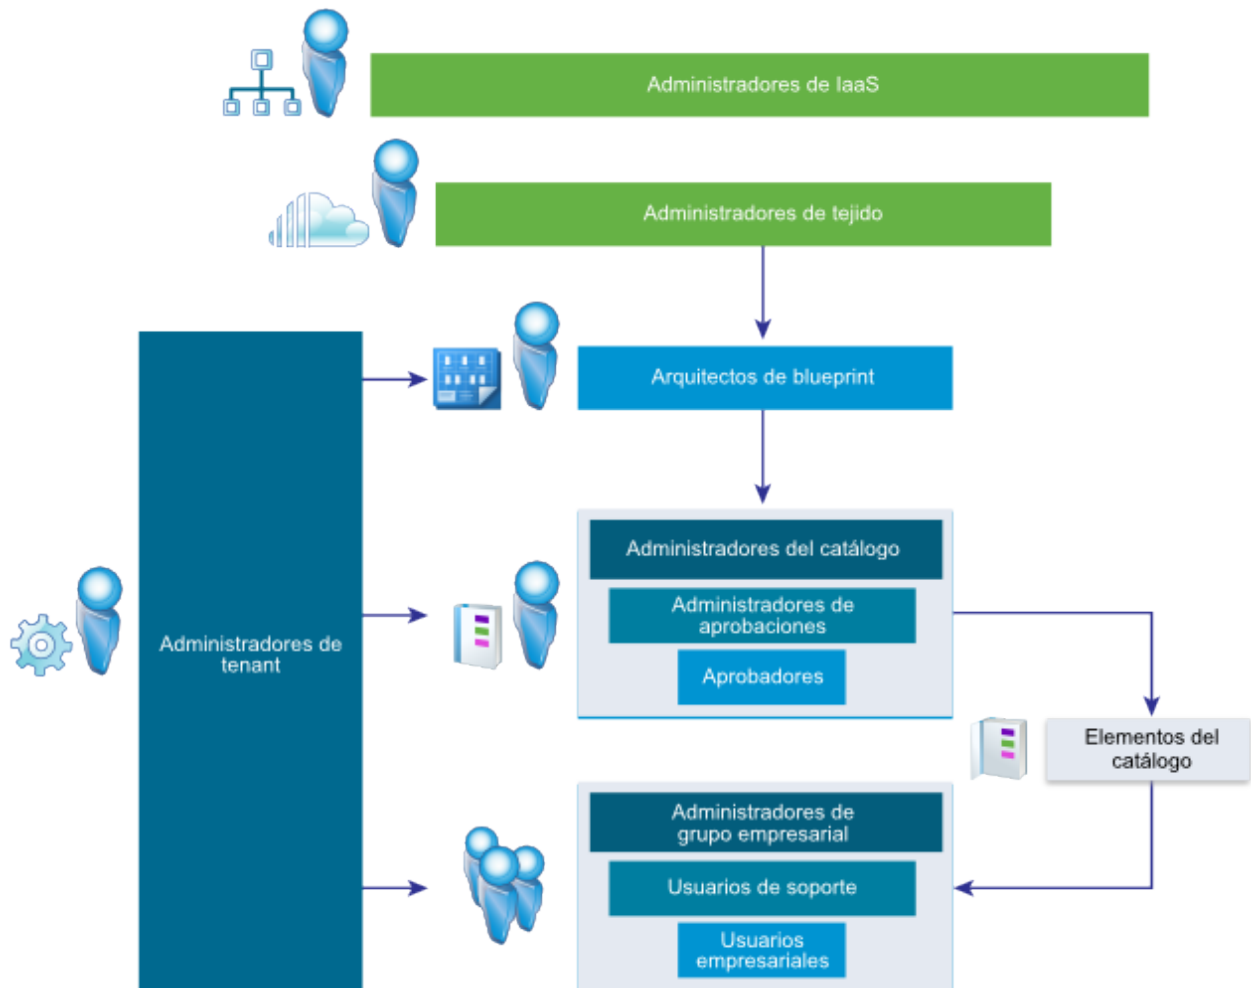 Administradores de IaaS
Administradores de tejido
Arquitectos de blueprint
Administradores de
tenant
Administradores del catálogo
Administradores de
aprobaciones
Aprobadores
Elementos del
catálogo
Administradores de
grupo empresarial
Usuarios de soporte
Usuarios
empresariales